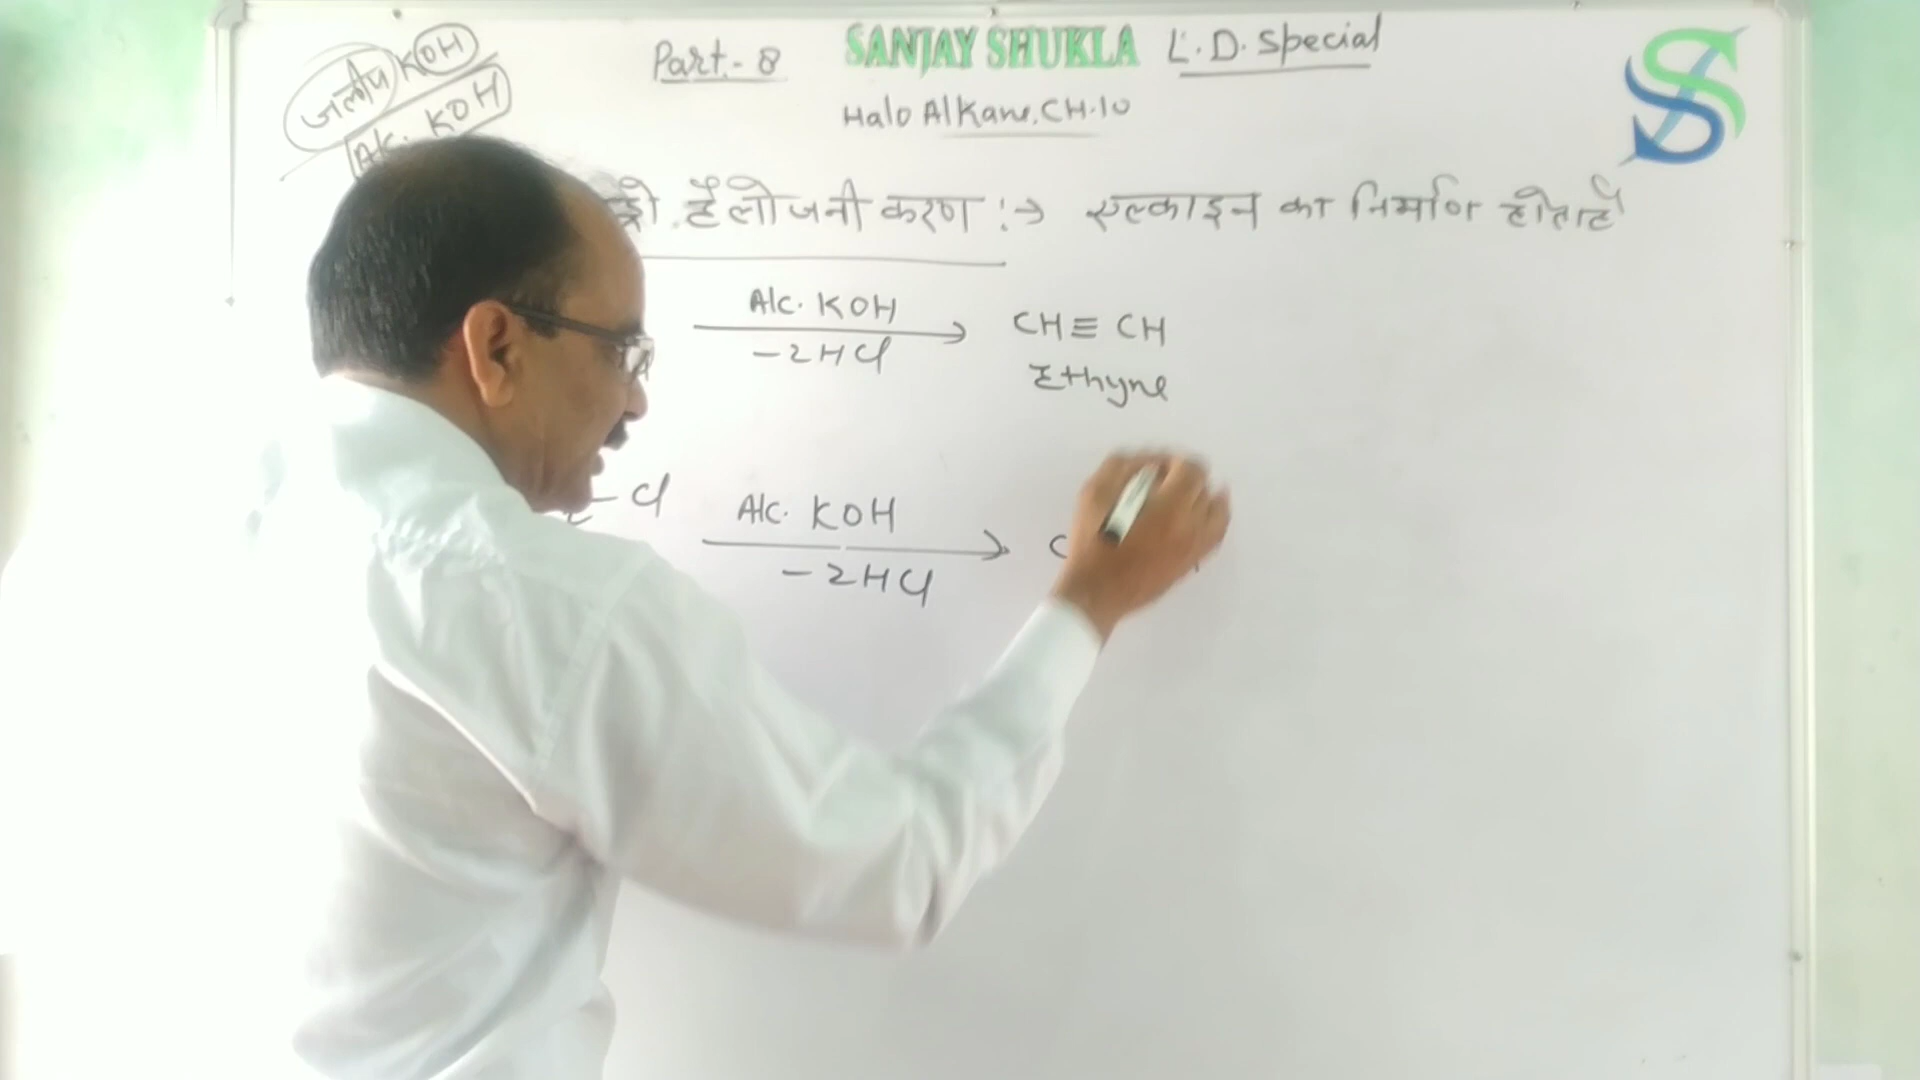 जलीय KOH
Alc. KOH
Part.- 8 SANJAY SHUKLA L.D. Special
Halo Alkane, CH.10
हैलोजनीकरण :→ एल्काइन का निर्माण होता है
Alc. KOH
-2HCl
CH≡CH
Ethyne
-Cl
Alc. KOH
-2HCl
C